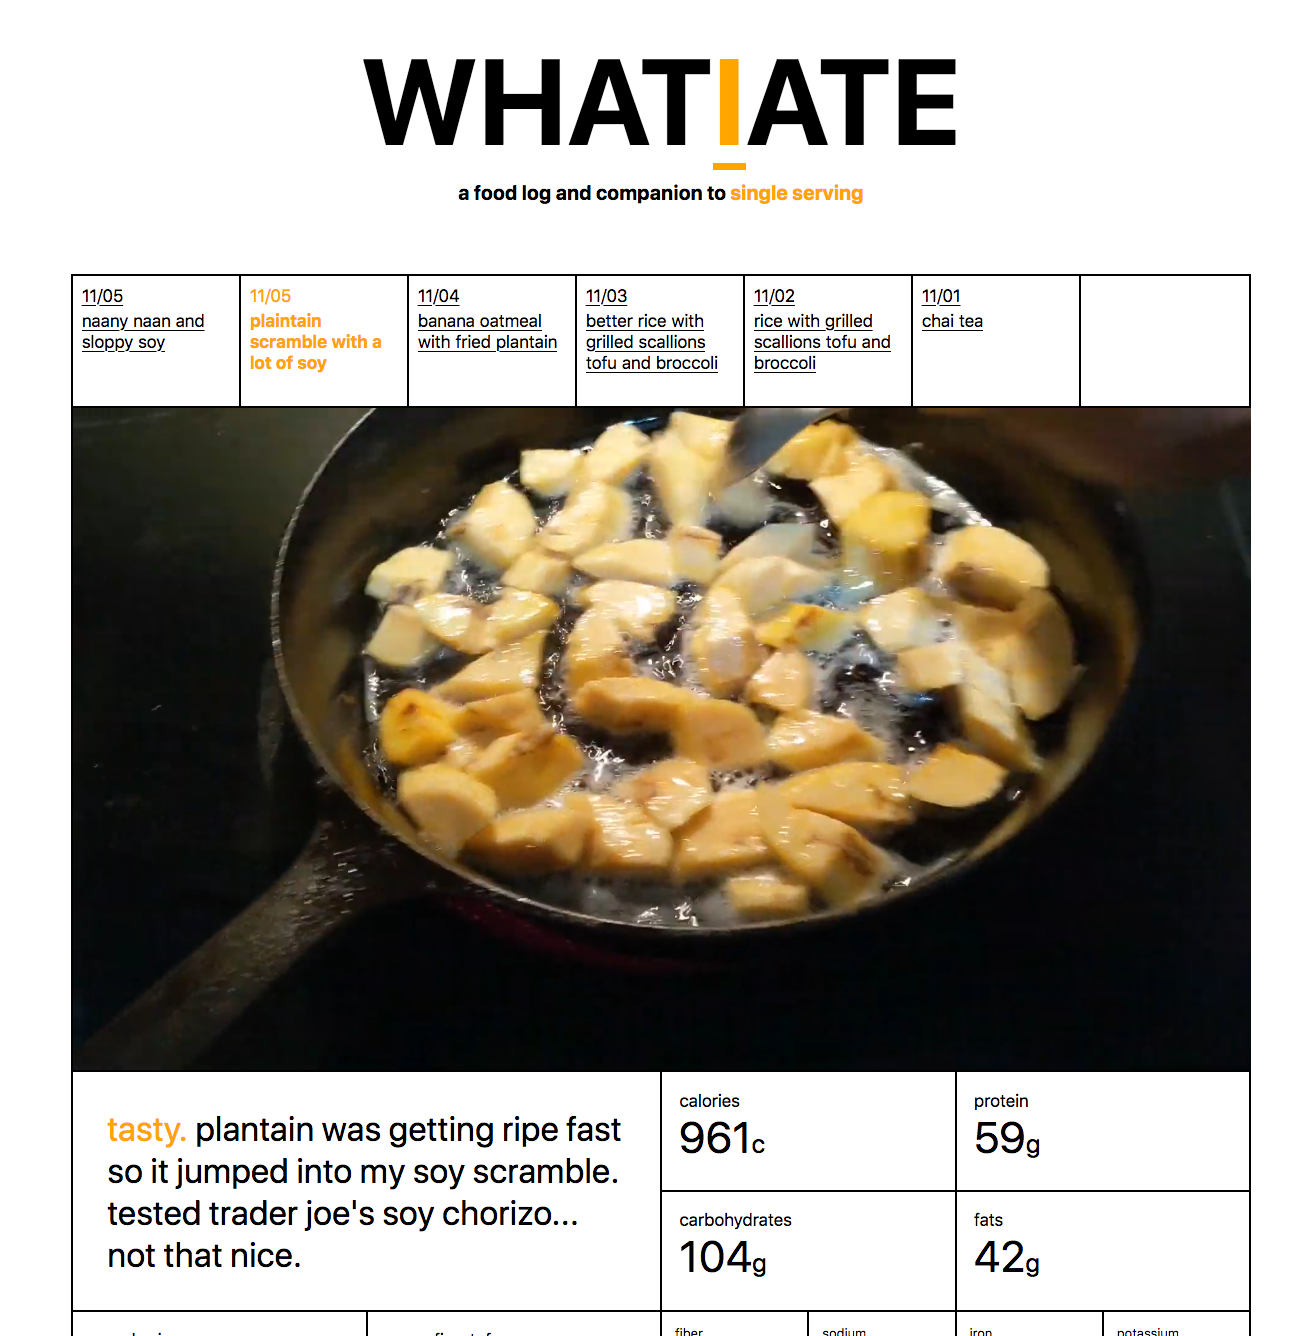 WHATIATE
a food log and companion to single serving
11/05
naany naan and
sloppy soy
11/05
plaintain
scramble with a
lot of soy
11/04
banana oatmeal
with fried plantain
11/03
better rice with
grilled scallions
tofu and broccoli
11/02
rice with grilled
scallions tofu and
broccoli
11/01
chai tea
tasty. plantain was getting ripe fast
so it jumped into my soy scramble.
tested trader joe's soy chorizo...
not that nice.
calories
961c
protein
59g
carbohydrates
104g
fats
42g
fiber
sodium
iron
potassium